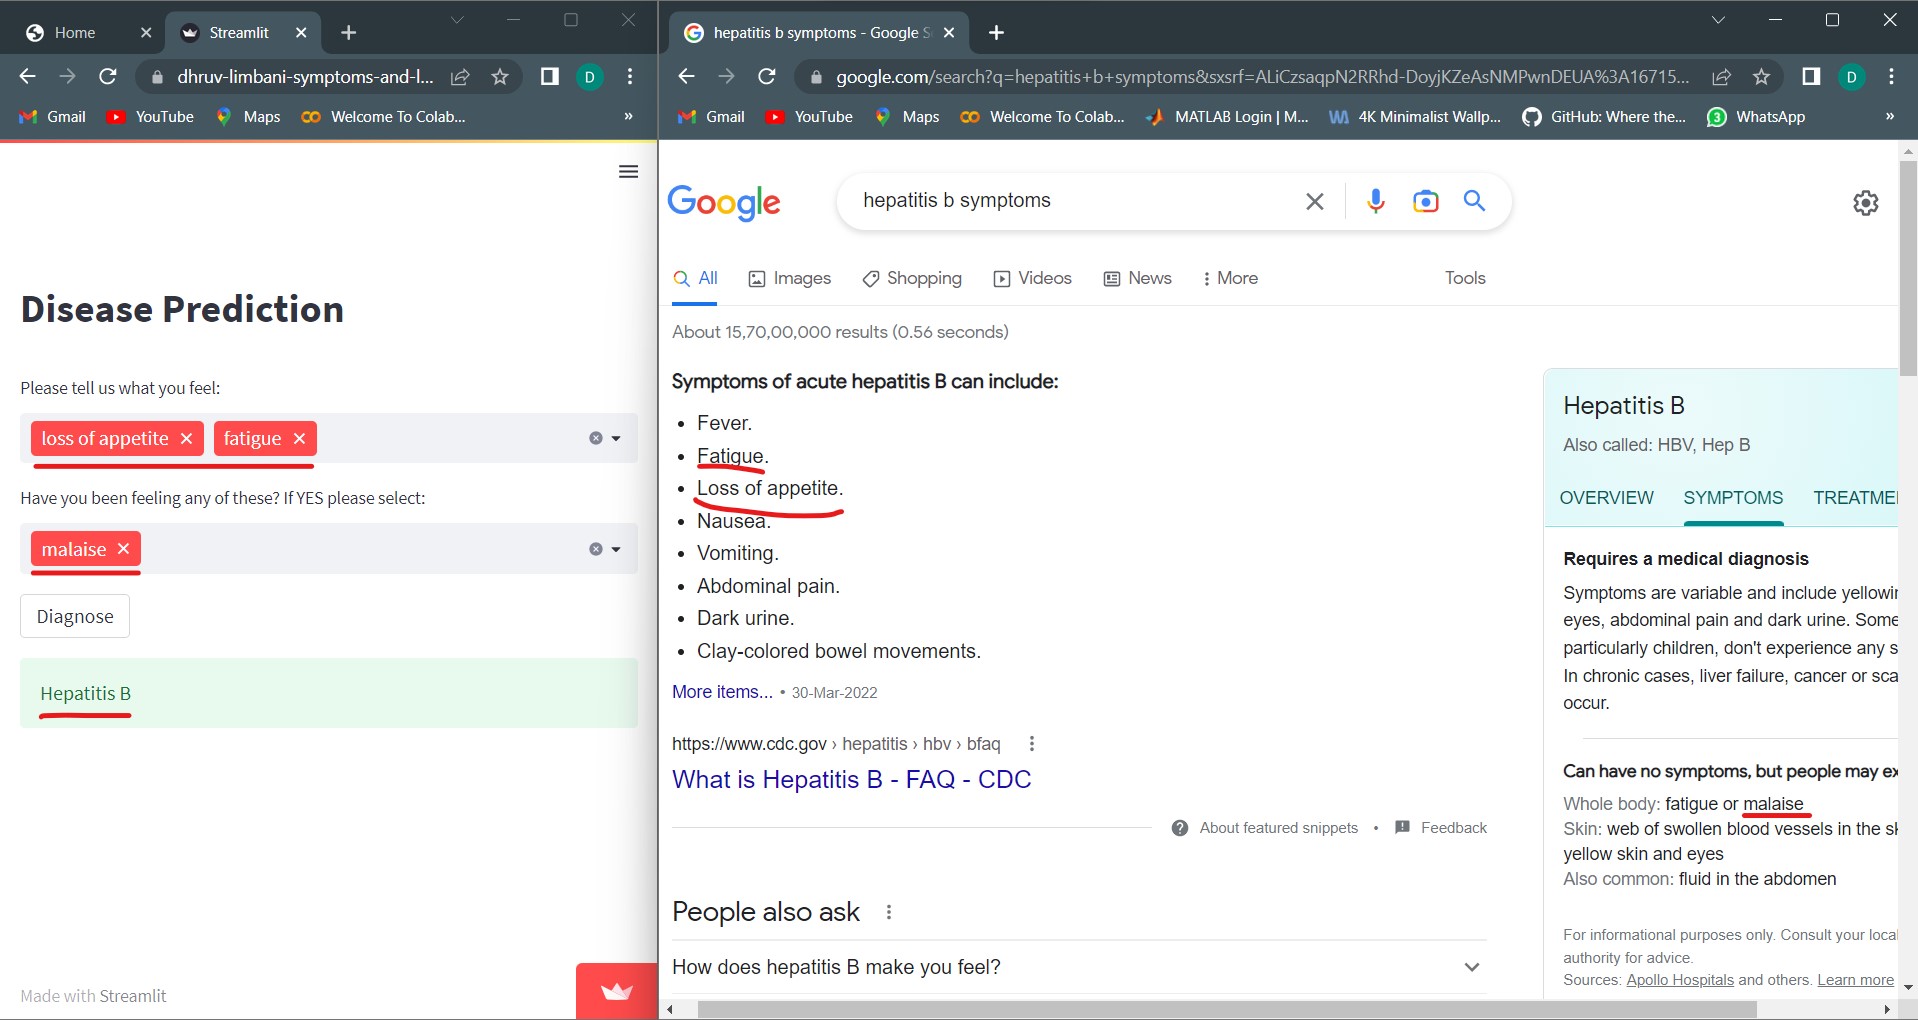 Home
Streamlit
dhruv-limbani-symptoms-and-l...
D
Gmail
YouTube
Maps
Welcome To Colab...
»
Disease Prediction
Please tell us what you feel:
loss of appetite
fatigue
Have you been feeling any of these? If YES please select:
malaise
Diagnose
Hepatitis B
Made with Streamlit
hepatitis b symptoms - Google S
google.com/search?q=hepatitis+b+symptoms&sxsrf=ALiCzsaqpN2RRhd-DoyjKZeAsNMPwnDEUA%3A16715...
D
Gmail
YouTube
Maps
Welcome To Colab...
MATLAB Login | M...
4K Minimalist Wallp...
GitHub: Where the...
3
WhatsApp
»
Google
hepatitis b symptoms
All
Images
Shopping
Videos
News
More
Tools
About 15,70,00,000 results (0.56 seconds)
Symptoms of acute hepatitis B can include:
• Fever.
• Fatigue.
• Loss of appetite.
• Nausea.
• Vomiting.
• Abdominal pain.
• Dark urine.
• Clay-colored bowel movements.
More items... • 30-Mar-2022
https://www.cdc.gov › hepatitis › hbv › bfaq
What is Hepatitis B - FAQ - CDC
About featured snippets • Feedback
People also ask
How does hepatitis B make you feel?
Hepatitis B
Also called: HBV, Hep B
OVERVIEW
SYMPTOMS
TREATME
Requires a medical diagnosis
Symptoms are variable and include yellowin
eyes, abdominal pain and dark urine. Some
particularly children, don't experience any s
In chronic cases, liver failure, cancer or sca
occur.
Can have no symptoms, but people may ex
Whole body: fatigue or malaise
Skin: web of swollen blood vessels in the sk
yellow skin and eyes
Also common: fluid in the abdomen
For informational purposes only. Consult your local
authority for advice.
Sources: Apollo Hospitals and others. Learn more